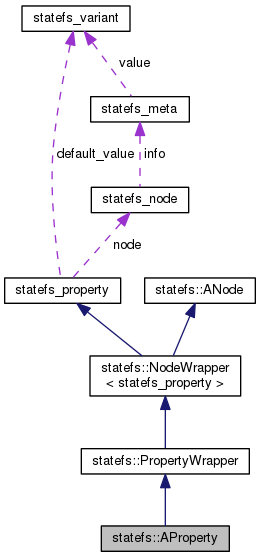 statefs_variant
value
statefs_meta
default_value
info
statefs_node
node
statefs_property
statefs::ANode
statefs::NodeWrapper
< statefs_property >
statefs::PropertyWrapper
statefs::AProperty